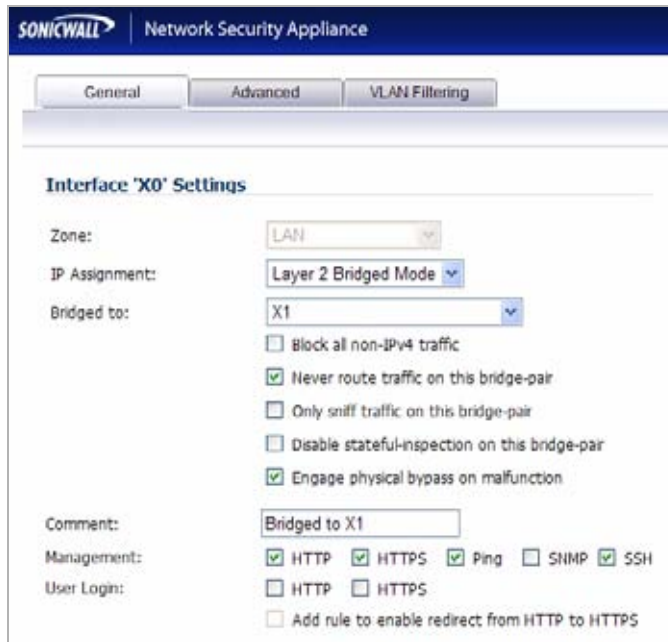 SONICWALL Network Security Appliance
General Advanced VLAN Filtering
Interface 'X0' Settings
Zone: LAN
IP Assignment: Layer 2 Bridged Mode
Bridged to: X1
Block all non-IPv4 traffic
Never route traffic on this bridge-pair
Only sniff traffic on this bridge-pair
Disable stateful-inspection on this bridge-pair
Engage physical bypass on malfunction
Comment: Bridged to X1
Management: HTTP HTTPS Ping SNMP SSH
User Login: HTTP HTTPS
Add rule to enable redirect from HTTP to HTTPS